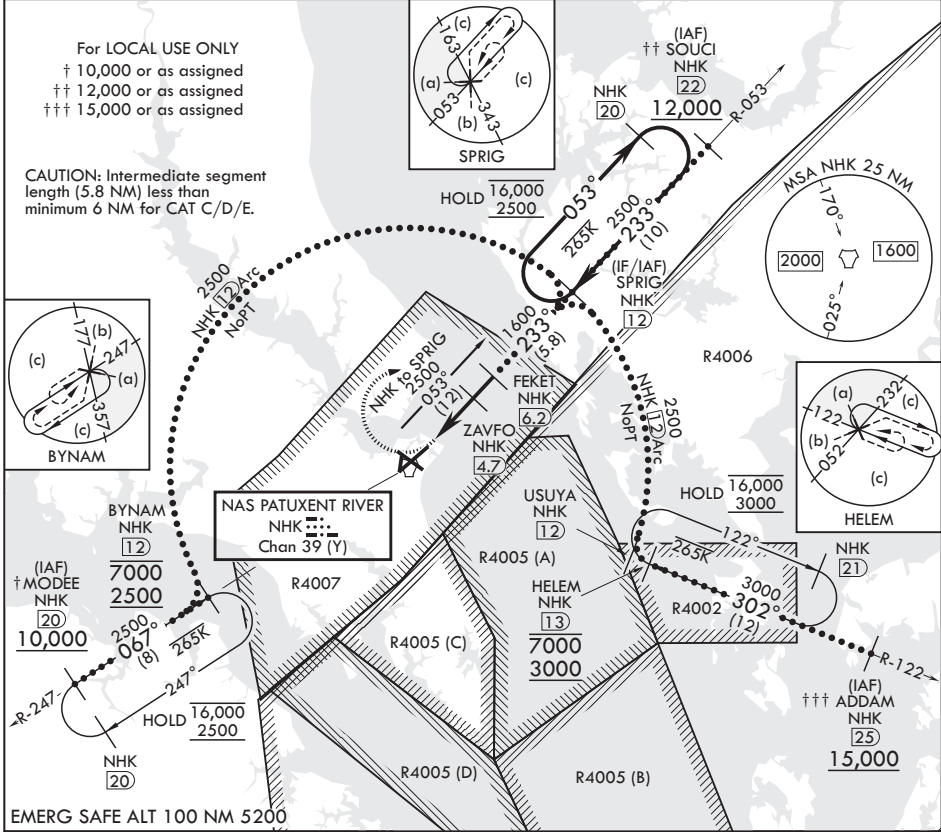 For LOCAL USE ONLY
† 10,000 or as assigned
†† 12,000 or as assigned
††† 15,000 or as assigned
CAUTION: Intermediate segment
length (5.8 NM) less than
minimum 6 NM for CAT C/D/E.
(c)
163
(a)
053
(b)
343
(c)
SPRIG
(IAF)
†† SOUCI
NHK
22
12,000
NHK
20
R-053
HOLD 16,000
2500
053°
265K
2500
233°
(10)
MSA NHK 25 NM
170°
2000
1600
025°
(IF/IAF)
SPRIG
NHK
12
2500
NHK 12 Arc
NoPT
1600
233°
(5.8)
R4006
177
(b)
(c)
247
(a)
337
(c)
BYNAM
NHK to SPRIG
2500
053°
(12)
FEKET
NHK
6.2
ZAVFO
NHK
4.7
2500
NHK 12 Arc
NoPT
(a)
232
(c)
122
(b)
052
(c)
HELEM
HOLD 16,000
3000
NAS PATUXENT RIVER
NHK
Chan 39 (Y)
USUYA
NHK
12
R4005 (A)
122°
265K
NHK
21
BYNAM
NHK
12
7000
2500
R4007
HELEM
NHK
13
7000
3000
3000
302°
(12)
R4002
(IAF)
† MODEE
NHK
20
10,000
2500
067°
(8)
265K
247°
R4005 (C)
R-122
R-247
HOLD 16,000
2500
NHK
20
(IAF)
††† ADDAM
NHK
25
15,000
R4005 (D)
R4005 (B)
EMERG SAFE ALT 100 NM 5200